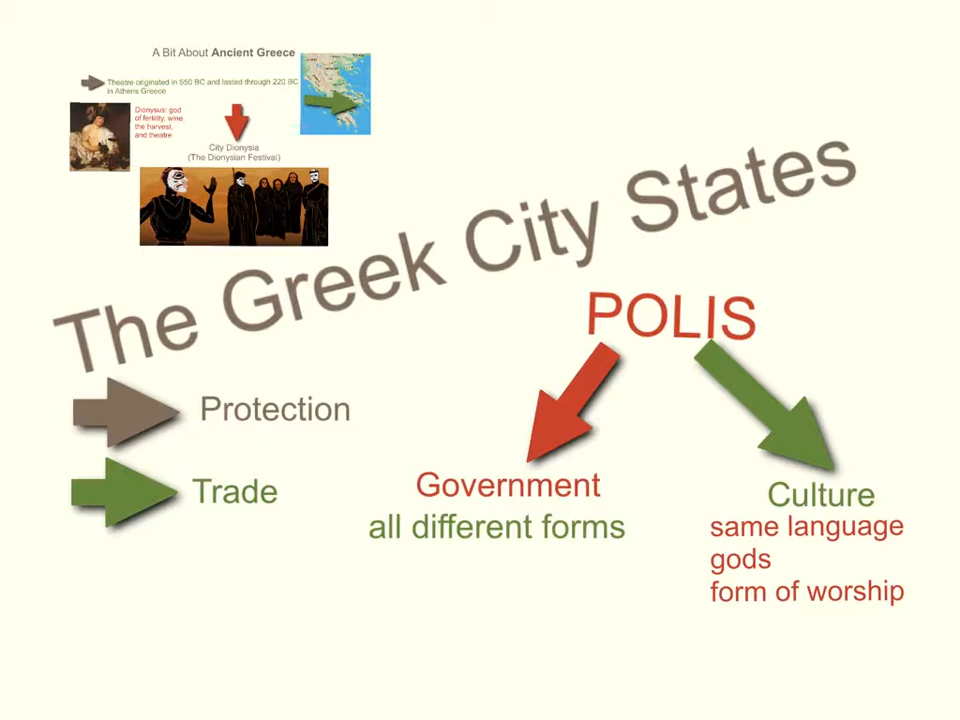 A Bit About Ancient Greece
Theatre originated in 550 BC and lasted through 220 BC
in Athens Greece
Dionysus: god
of fertility, wine,
the harvest,
and theatre
City Dionysia
(The Dionysian Festival)
The Greek City States
POLIS
Protection
Trade
Government
all different forms
Culture
same language
gods
form of worship